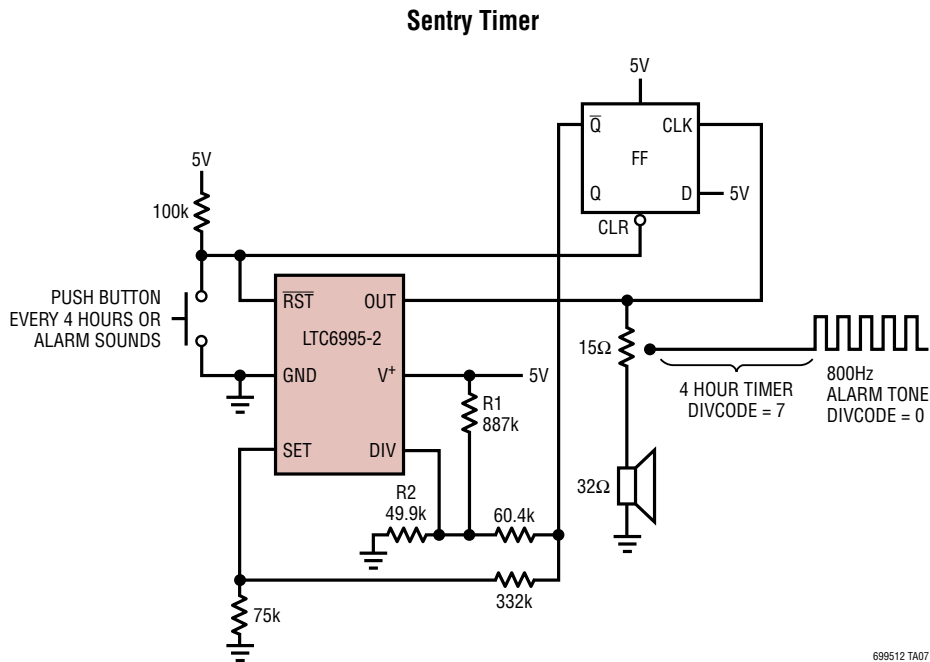 Sentry Timer
5V
Q̅
CLK
FF
Q
D
5V
CLR
5V
100k
PUSH BUTTON
EVERY 4 HOURS OR
ALARM SOUNDS
R̅S̅T̅
OUT
LTC6995-2
GND
V+
5V
SET
DIV
R1
887k
R2
49.9k
60.4k
332k
75k
15Ω
32Ω
4 HOUR TIMER
DIVCODE = 7
800Hz
ALARM TONE
DIVCODE = 0
699512 TA07